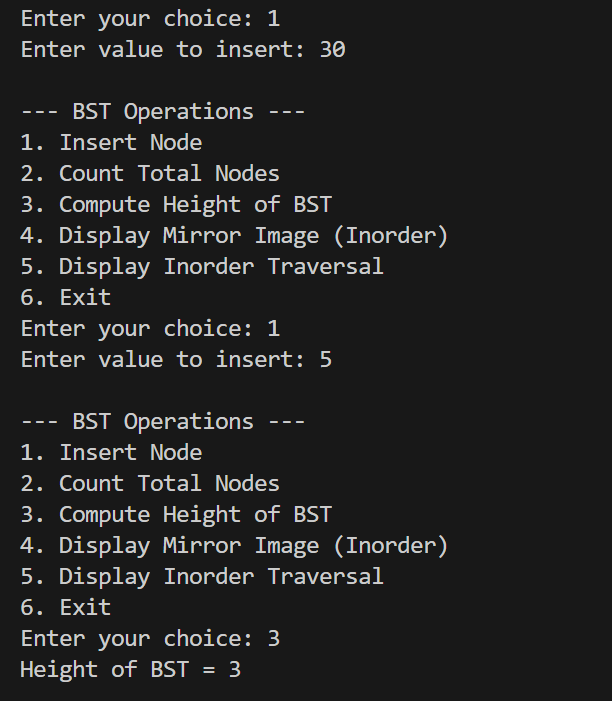 Enter your choice: 1
Enter value to insert: 30
--- BST Operations ---
1. Insert Node
2. Count Total Nodes
3. Compute Height of BST
4. Display Mirror Image (Inorder)
5. Display Inorder Traversal
6. Exit
Enter your choice: 1
Enter value to insert: 5
--- BST Operations ---
1. Insert Node
2. Count Total Nodes
3. Compute Height of BST
4. Display Mirror Image (Inorder)
5. Display Inorder Traversal
6. Exit
Enter your choice: 3
Height of BST = 3